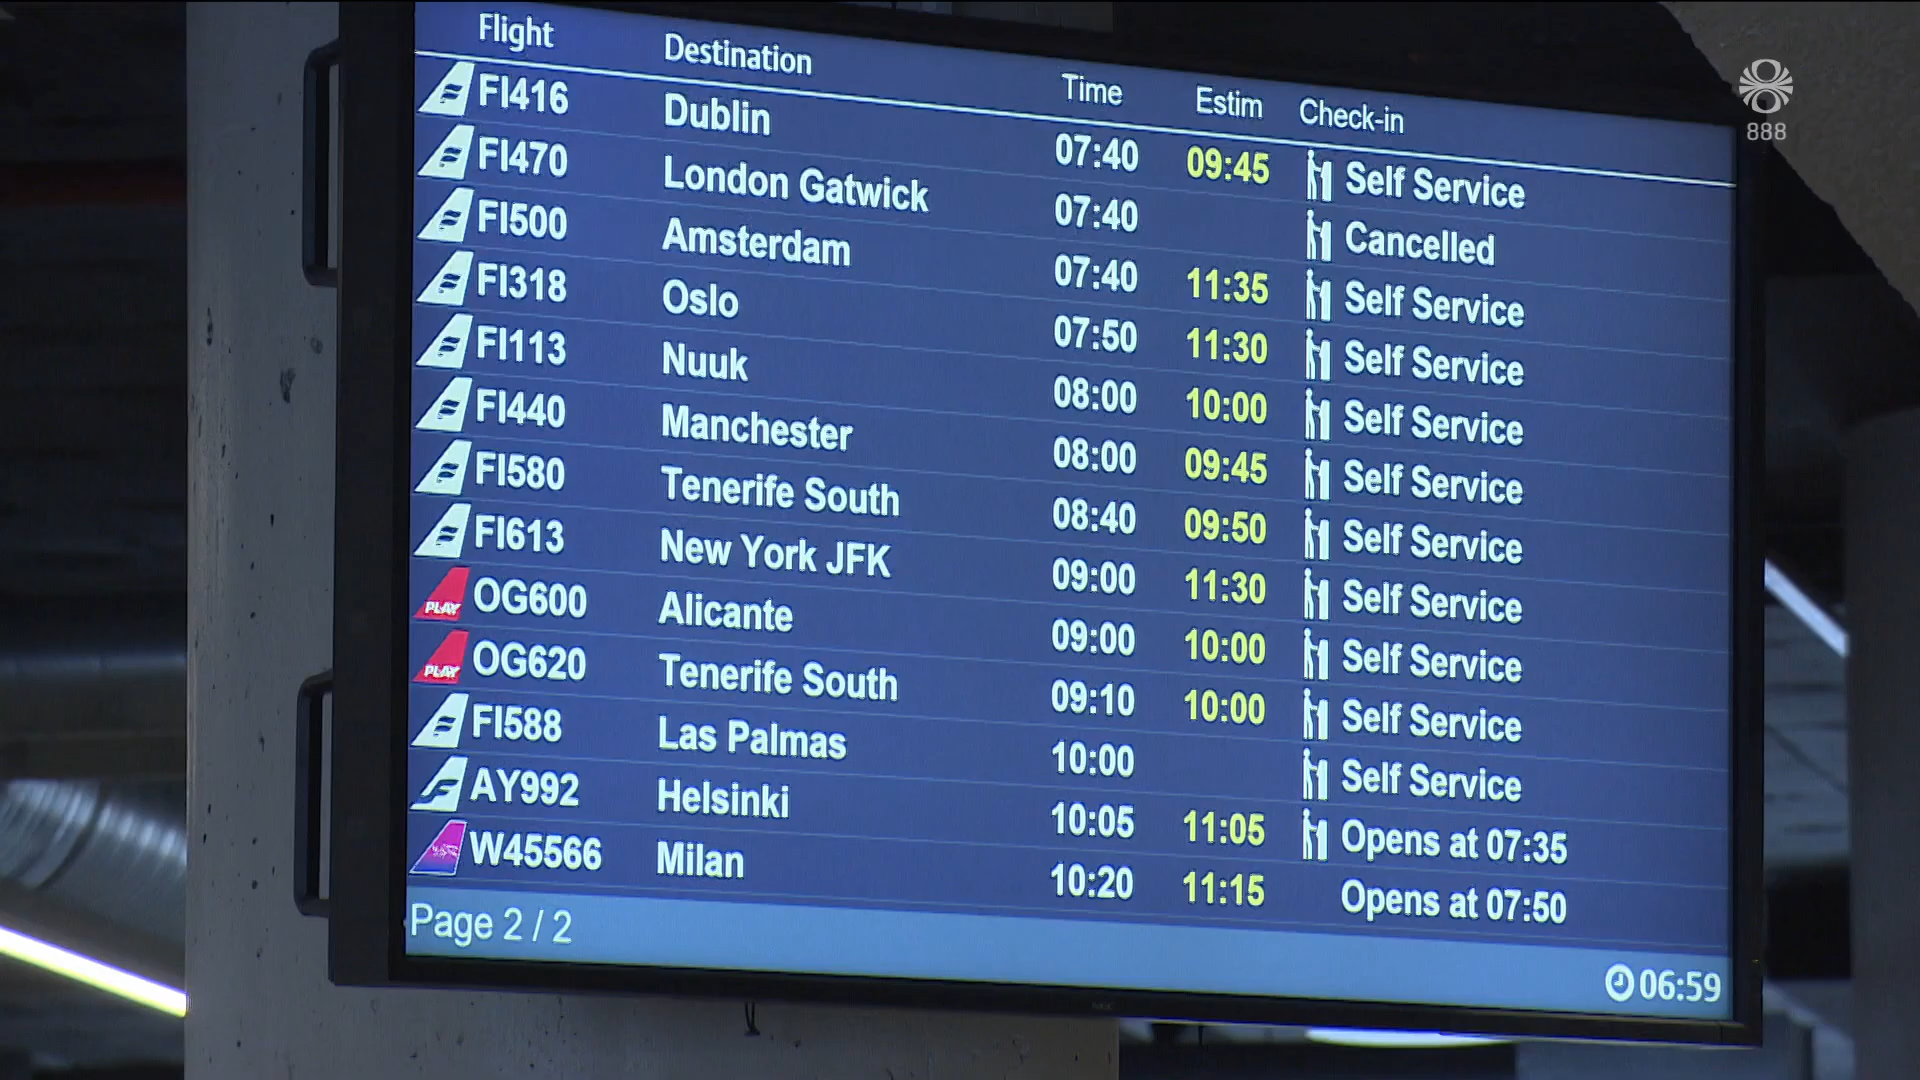 Flight Destination Time Estim Check-in
FI416 Dublin 07:40 09:45 Self Service
FI470 London Gatwick 07:40 Cancelled
FI500 Amsterdam 07:40 11:35 Self Service
FI318 Oslo 07:50 11:30 Self Service
FI113 Nuuk 08:00 10:00 Self Service
FI440 Manchester 08:00 09:45 Self Service
FI580 Tenerife South 08:40 09:50 Self Service
FI613 New York JFK 09:00 11:30 Self Service
PLAY OG600 Alicante 09:00 10:00 Self Service
PLAY OG620 Tenerife South 09:10 10:00 Self Service
FI588 Las Palmas 10:00 Self Service
AY992 Helsinki 10:05 11:05 Opens at 07:35
W45566 Milan 10:20 11:15 Opens at 07:50
Page 2 / 2
06:59
888